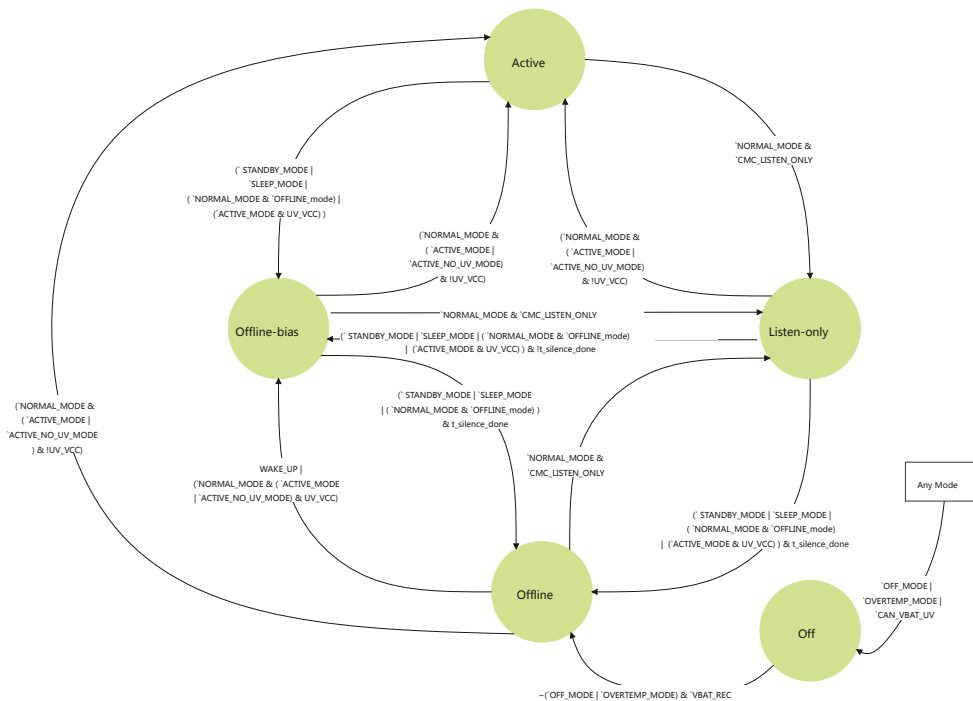 Active
`NORMAL_MODE &
`CMC_LISTEN_ONLY
(` STANDBY_MODE |
`SLEEP_MODE |
( `NORMAL_MODE & `OFFLINE_mode) |
(`ACTIVE_MODE & UV_VCC) )
(`NORMAL_MODE &
( `ACTIVE_MODE |
`ACTIVE_NO_UV_MODE)
& !UV_VCC)
(`NORMAL_MODE &
( `ACTIVE_MODE |
`ACTIVE_NO_UV_MODE)
& !UV_VCC)
Offline-bias
`NORMAL_MODE & `CMC_LISTEN_ONLY
(` STANDBY_MODE | `SLEEP_MODE | ( `NORMAL_MODE & `OFFLINE_mode)
| (`ACTIVE_MODE & UV_VCC) ) & !t_silence_done
Listen-only
(` STANDBY_MODE | `SLEEP_MODE
| ( `NORMAL_MODE & `OFFLINE_mode) )
& t_silence_done
(`NORMAL_MODE &
( `ACTIVE_MODE |
`ACTIVE_NO_UV_MODE
) & !UV_VCC)
WAKE_UP |
(`NORMAL_MODE & ( `ACTIVE_MODE
| `ACTIVE_NO_UV_MODE) & UV_VCC)
`NORMAL_MODE &
`CMC_LISTEN_ONLY
Any Mode
(` STANDBY_MODE | `SLEEP_MODE |
( `NORMAL_MODE & `OFFLINE_mode)
| (`ACTIVE_MODE & UV_VCC) ) & t_silence_done
Offline
`OFF_MODE |
`OVERTEMP_MODE |
`CAN_VBAT_UV
Off
~(`OFF_MODE | `OVERTEMP_MODE) & `VBAT_REC